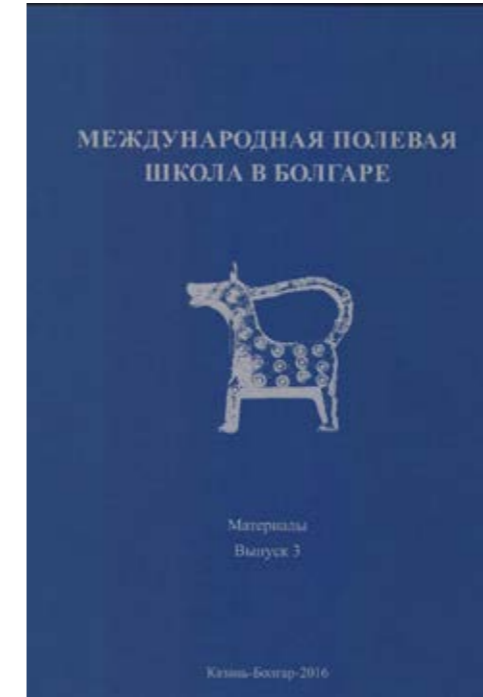 МЕЖДУНАРОДНАЯ ПОЛЕВАЯ
ШКОЛА В БОЛГАРЕ
Материалы
Выпуск 3
Казань-Болгар-2016